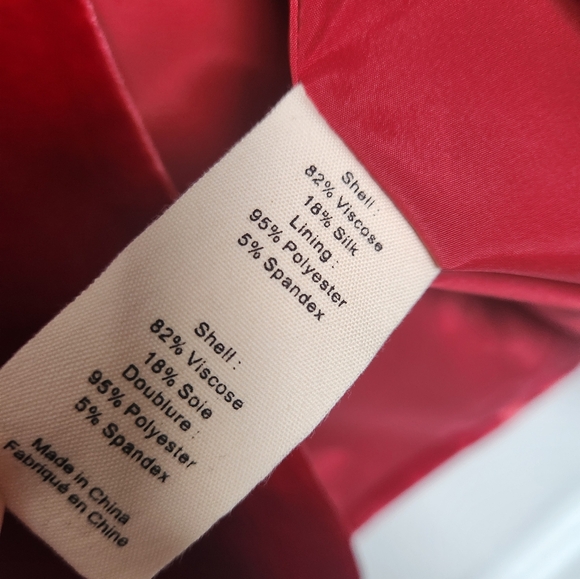 Shell :
82% Viscose
18% Silk
Lining :
95% Polyester
5% Spandex
Shell :
82% Viscose
18% Soie
Doublure :
95% Polyester
5% Spandex
Made in China
Fabriqué en Chine